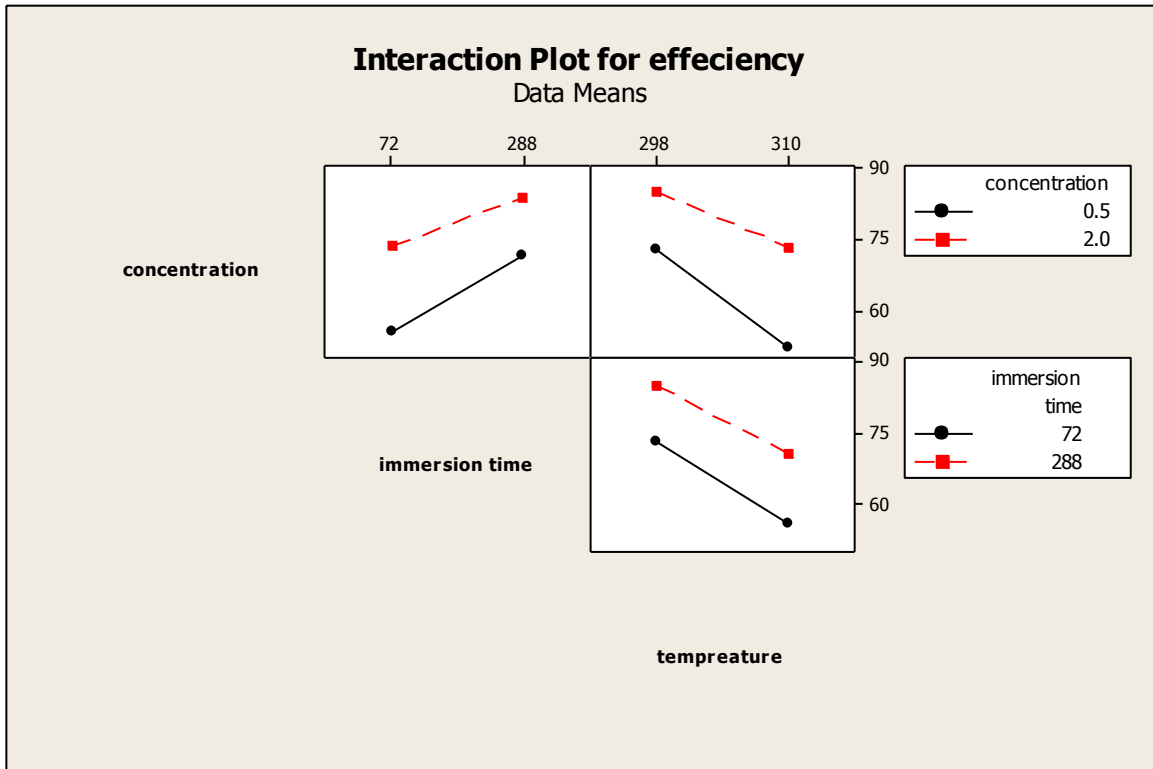 Interaction Plot for effeciency
Data Means
72 288 298 310
concentration
90
75
60
concentration
0.5
2.0
immersion time
90
75
60
immersion
time
72
288
tempreature